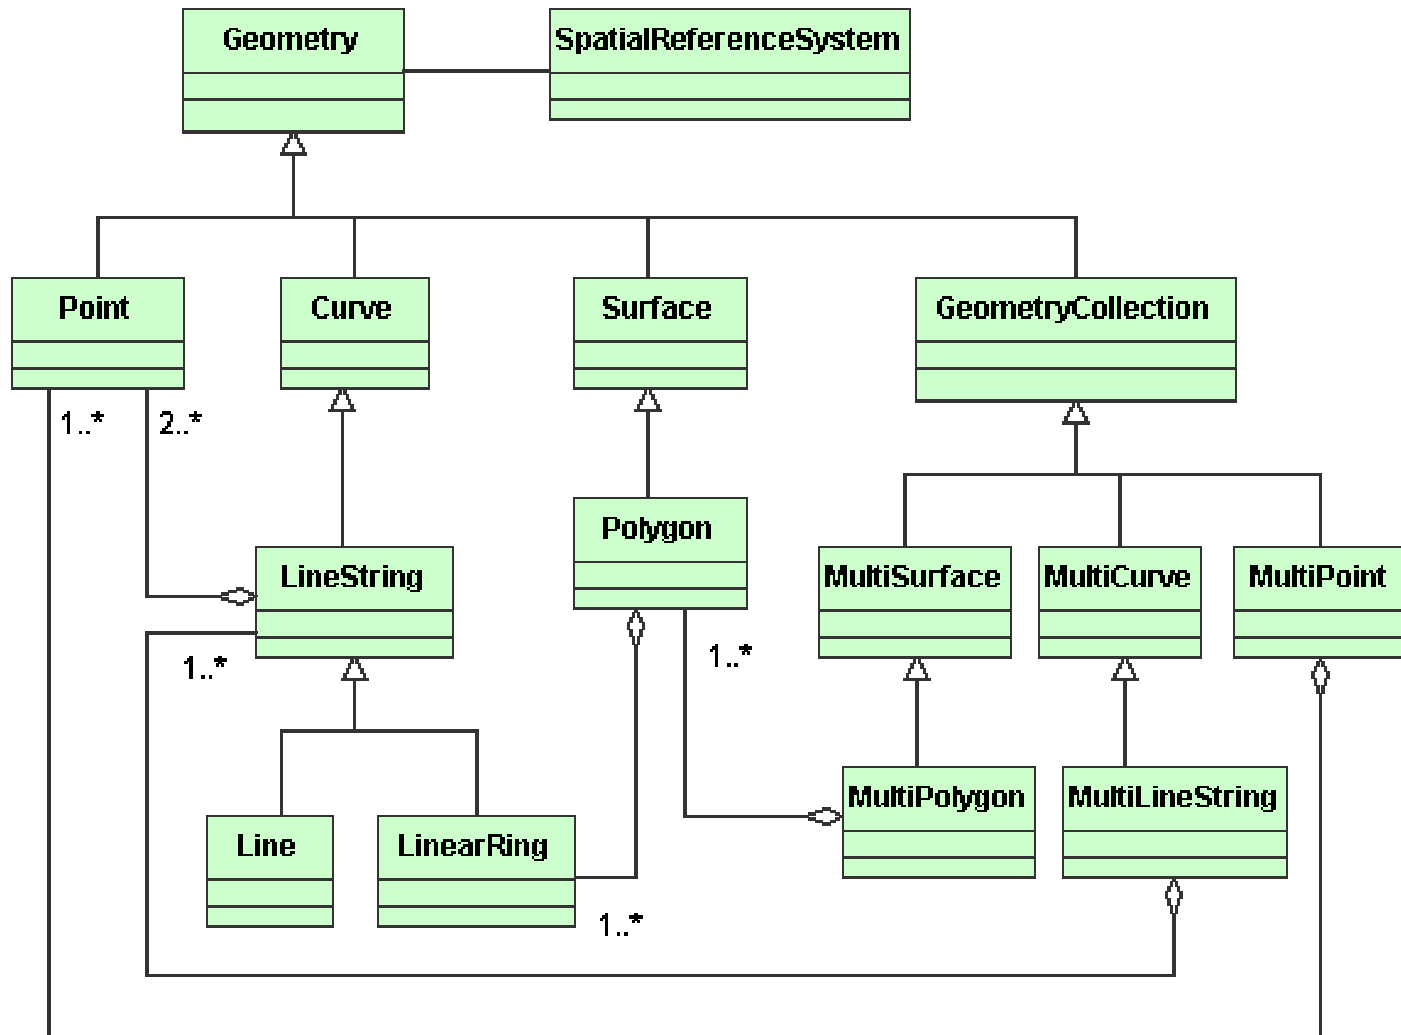 Geometry
SpatialReferenceSystem
Point
Curve
Surface
GeometryCollection
1..*
2..*
Polygon
LineString
MultiSurface
MultiCurve
MultiPoint
1..*
1..*
MultiPolygon
MultiLineString
Line
LinearRing
1..*